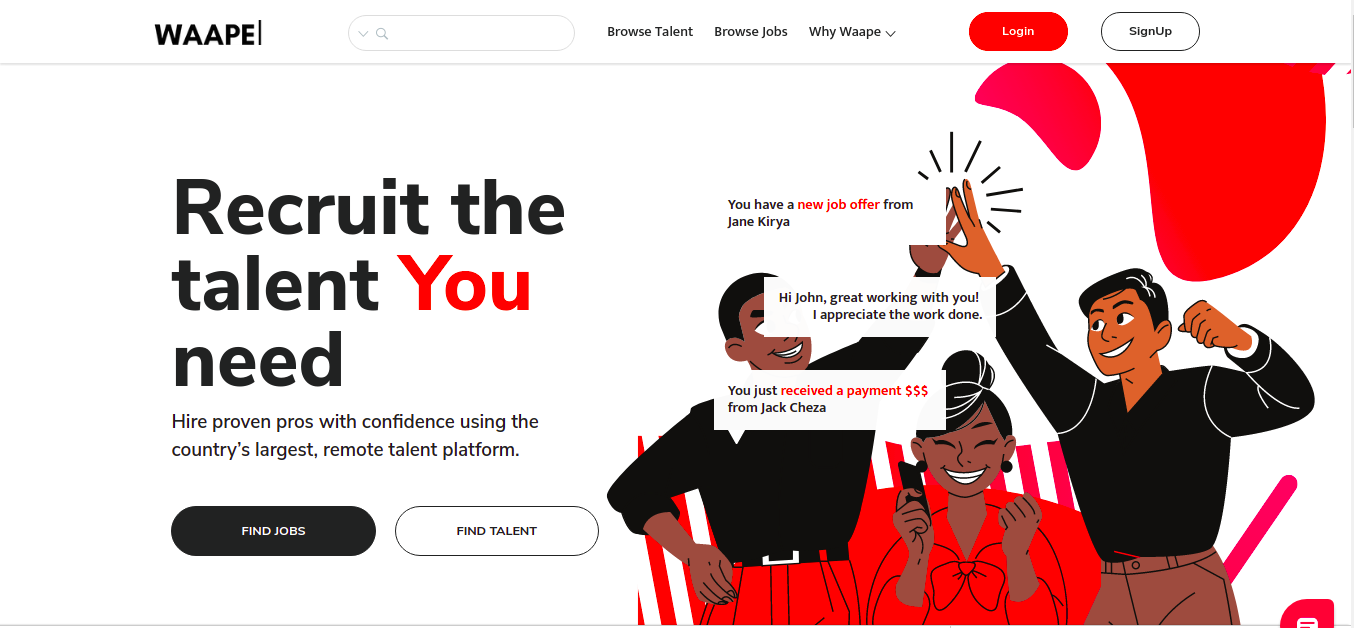 WAAPE
Browse Talent
Browse Jobs
Why Waape
Login
SignUp
Recruit the
talent You
need
Hire proven pros with confidence using the
country's largest, remote talent platform.
FIND JOBS
FIND TALENT
You have a new job offer from
Jane Kirya
Hi John, great working with you!
I appreciate the work done.
You just received a payment $$$
from Jack Cheza